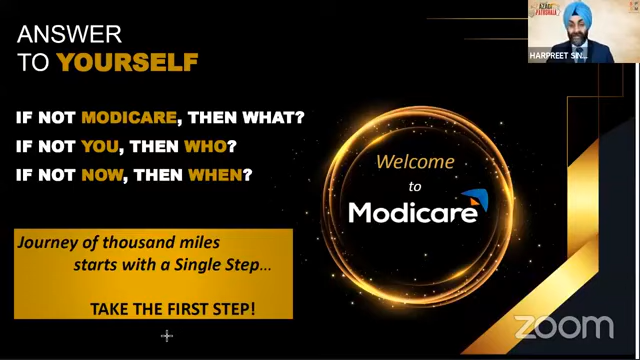 ANSWER
TO YOURSELF
IF NOT MODICARE, THEN WHAT?
IF NOT YOU, THEN WHO?
IF NOT NOW, THEN WHEN?
Journey of thousand miles
starts with a Single Step...
TAKE THE FIRST STEP!
Welcome
to
Modicare
HARPREET SIN...
zoom